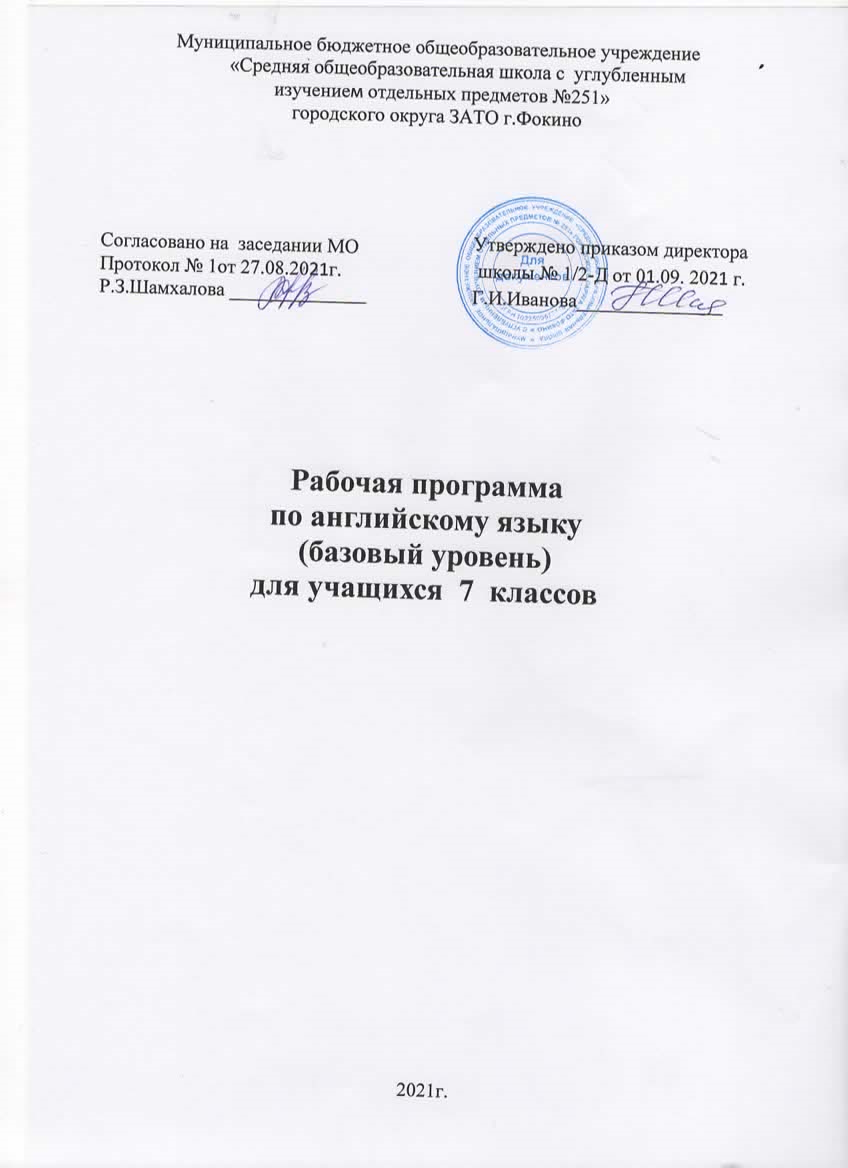 Муниципальное бюджетное общеобразовательное учреждение
«Средняя общеобразовательная школа с углубленным
изучением отдельных предметов №251»
городского округа ЗАТО г.Фокино
Согласовано на заседании МО
Протокол № 1от 27.08.2021г.
Р.З.Шамхалова
Утверждено приказом директора
школы № 1/2-Д от 01.09. 2021 г.
Г.И.Иванова
Для
документов
Рабочая программа
по английскому языку
(базовый уровень)
для учащихся 7 классов
2021г.